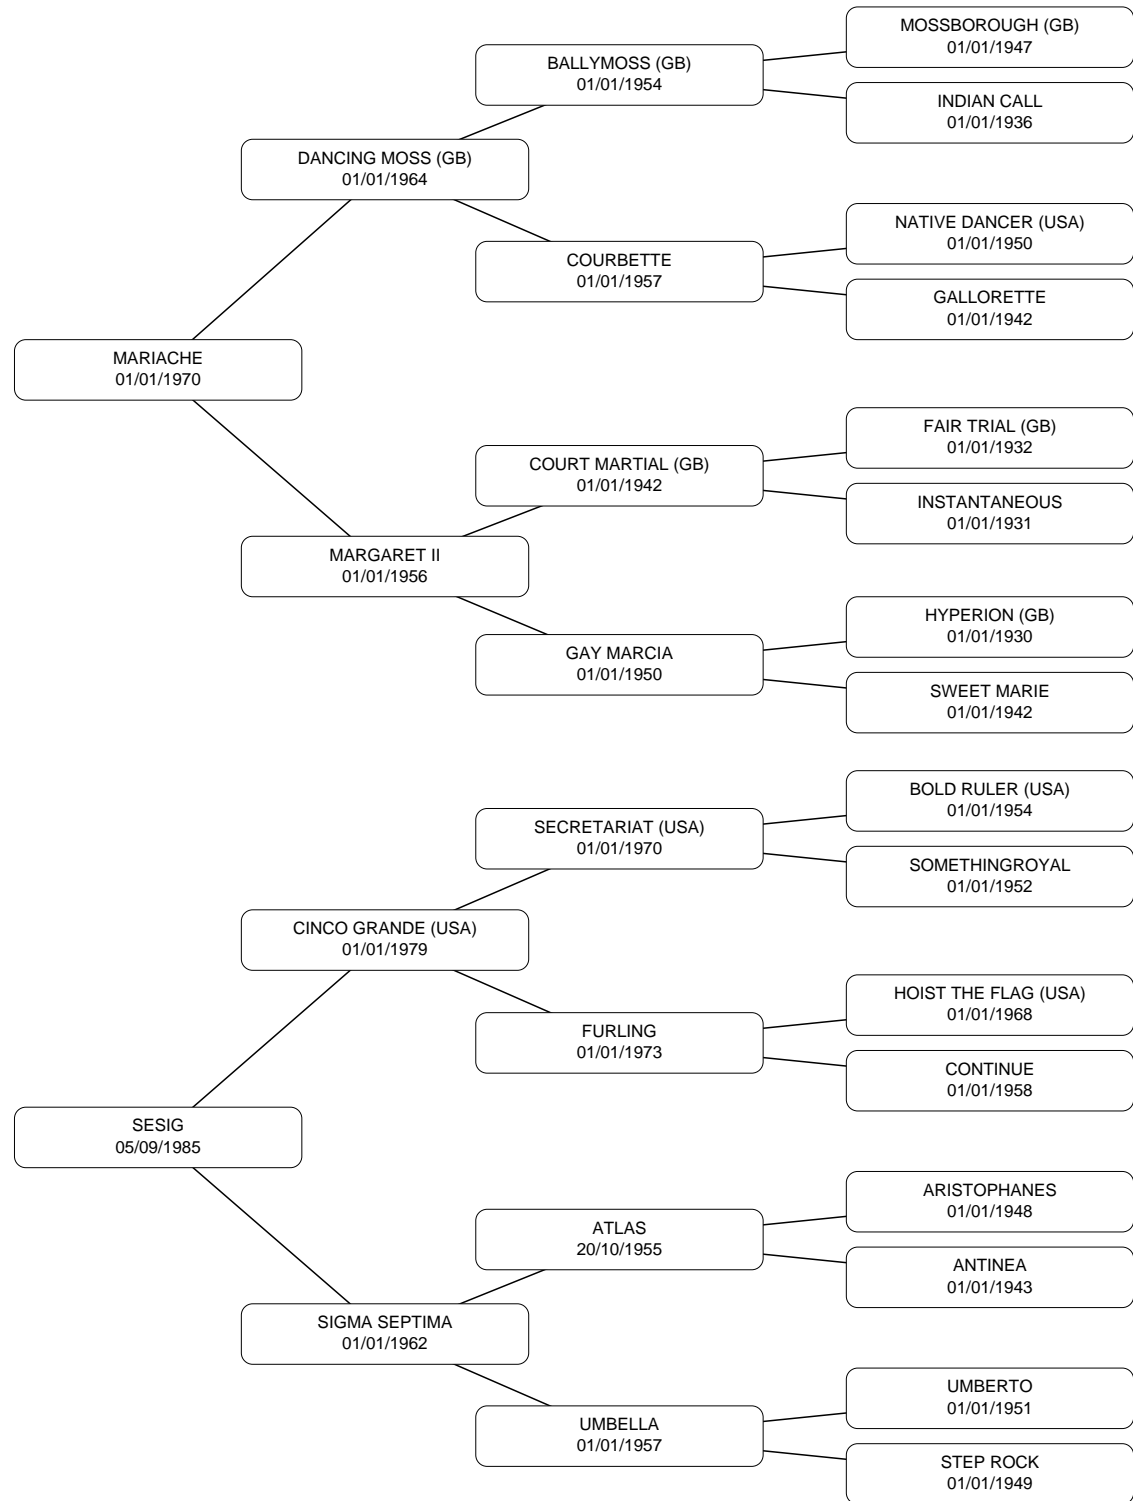 MOSSBOROUGH (GB)
01/01/1947
BALLYMOSS (GB)
01/01/1954
INDIAN CALL
01/01/1936
DANCING MOSS (GB)
01/01/1964
NATIVE DANCER (USA)
01/01/1950
COURBETTE
01/01/1957
GALLORETTE
01/01/1942
MARIACHE
01/01/1970
FAIR TRIAL (GB)
01/01/1932
COURT MARTIAL (GB)
01/01/1942
INSTANTANEOUS
01/01/1931
MARGARET II
01/01/1956
HYPERION (GB)
01/01/1930
GAY MARCIA
01/01/1950
SWEET MARIE
01/01/1942
BOLD RULER (USA)
01/01/1954
SECRETARIAT (USA)
01/01/1970
SOMETHINGROYAL
01/01/1952
CINCO GRANDE (USA)
01/01/1979
HOIST THE FLAG (USA)
01/01/1968
FURLING
01/01/1973
CONTINUE
01/01/1958
SESIG
05/09/1985
ARISTOPHANES
01/01/1948
ATLAS
20/10/1955
ANTINEA
01/01/1943
SIGMA SEPTIMA
01/01/1962
UMBERTO
01/01/1951
UMBELLA
01/01/1957
STEP ROCK
01/01/1949